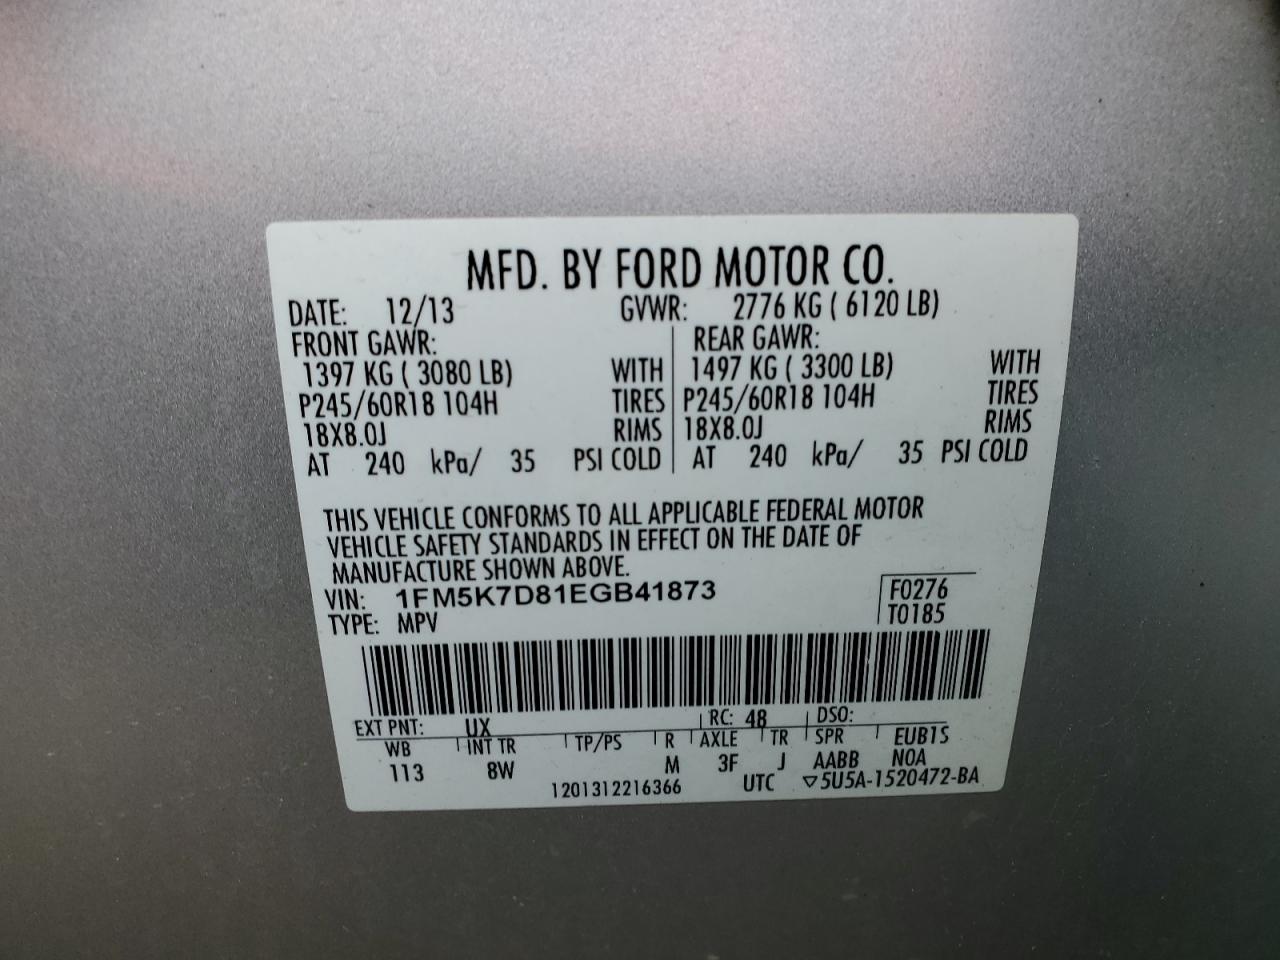 MFD. BY FORD MOTOR CO.
DATE: 12/13 GVWR: 2776 KG ( 6120 LB)
FRONT GAWR: REAR GAWR:
1397 KG ( 3080 LB) WITH 1497 KG ( 3300 LB) WITH
P245/60R18 104H TIRES P245/60R18 104H TIRES
18X8.0J RIMS 18X8.0J RIMS
AT 240 kPa/ 35 PSI COLD AT 240 kPa/ 35 PSI COLD
THIS VEHICLE CONFORMS TO ALL APPLICABLE FEDERAL MOTOR
VEHICLE SAFETY STANDARDS IN EFFECT ON THE DATE OF
MANUFACTURE SHOWN ABOVE.
VIN: 1FM5K7D81EGB41873 F0276
TYPE: MPV T0185
EXT PNT: UX RC: 48 DSO:
WB INT TR TP/PS R AXLE TR SPR EUB1S
113 8W M 3F J AABB NOA
1201312216366 UTC ▽5U5A-1520472-BA